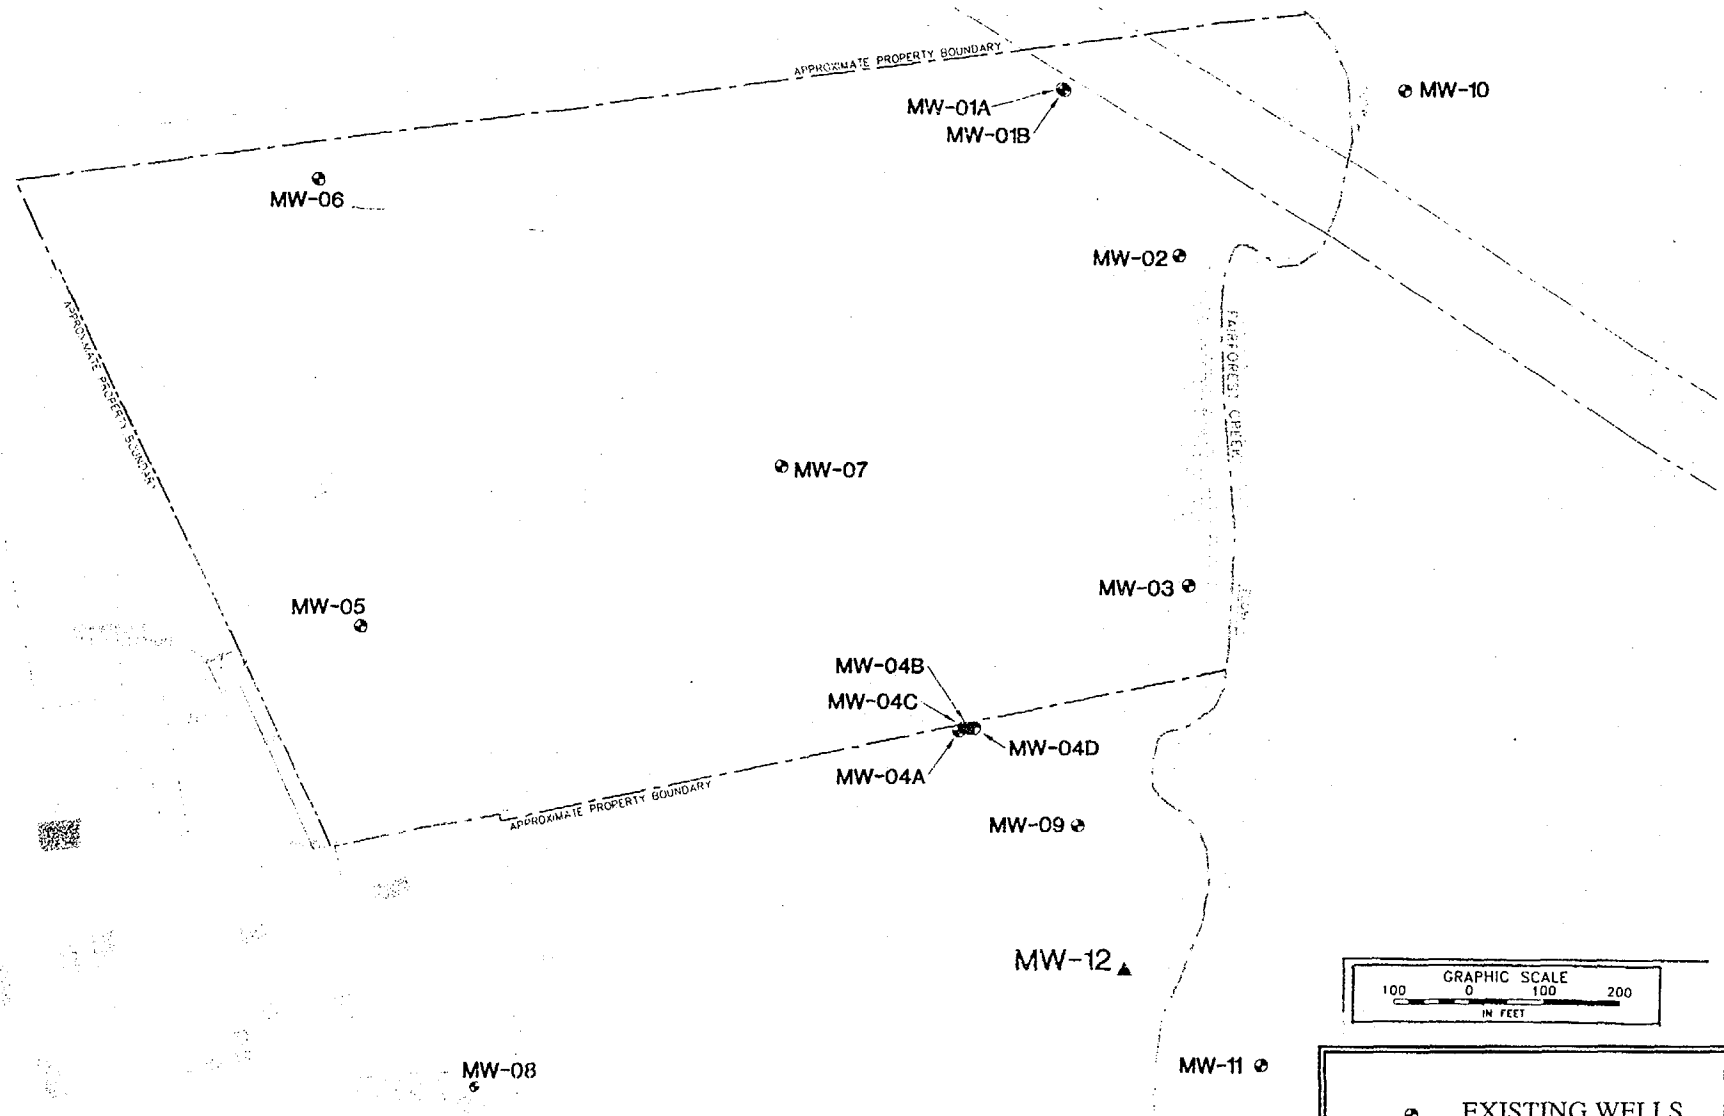 APPROXIMATE PROPERTY BOUNDARY
MW-01A
MW-01B
MW-10
MW-06
MW-02
APPROXIMATE PROPERTY BOUNDARY
FAIRFOREST CREEK
MW-07
MW-03
MW-05
MW-04B
MW-04C
MW-04D
MW-04A
APPROXIMATE PROPERTY BOUNDARY
MW-09
MW-12
GRAPHIC SCALE
100 0 100 200
IN FEET
MW-11
MW-08
EXISTING WELLS